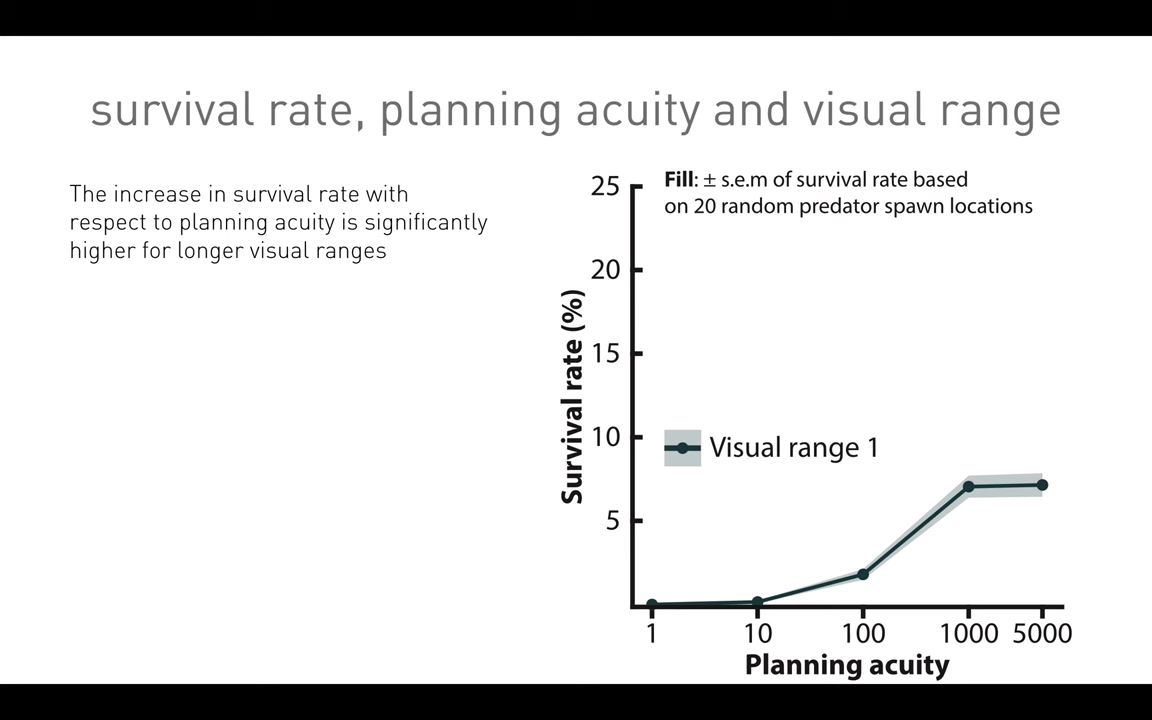 survival rate, planning acuity and visual range
The increase in survival rate with
respect to planning acuity is significantly
higher for longer visual ranges
Fill: ± s.e.m of survival rate based
on 20 random predator spawn locations
Survival rate (%)
25
20
15
10
5
Visual range 1
1 10 100 1000 5000
Planning acuity